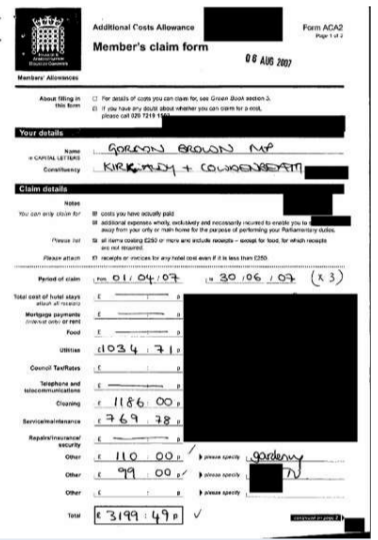 Additional Costs Allowance
Member's claim form
Form ACA2
Page 1 of 2
08 AUG 2007
Members' Allowances
About filling in this form
For details of costs you can claim for, see Green Book section 3.
If you have any doubt about whether you can claim for a cost, please call 020 7219
Your details
Name
in CAPITAL LETTERS
GORDON BROWN MP
Constituency
KIRKCALDY + COWDENBEATH
Claim details
Notes
You can only claim for
costs you have actually paid
additional expenses wholly, exclusively and necessarily incurred to enable you to
away from your only or main home for the purpose of performing your Parliamentary duties.
Please list
all items costing £250 or more and include receipts – except for food, for which receipts are not required.
Please attach
receipts or invoices for any hotel cost even if it is less than £250.
Period of claim
01/04/07
30/06/07 (x3)
Total cost of hotel stays
£ p
Mortgage payments
or rent
£ p
Food
£ p
Utilities
£1034:71 p
Council Tax/Rates
£ p
Telephone and telecommunications
£ p
Cleaning
£ 1186:00 p
Service/maintenance
£ 769:78 p
Repairs/insurance/security
£ p
Other
£ 110:00 p
please specify
Other
£ 99:00 p
please specify
TV
Other
£ p
please specify
Total
£ 3199:49 p